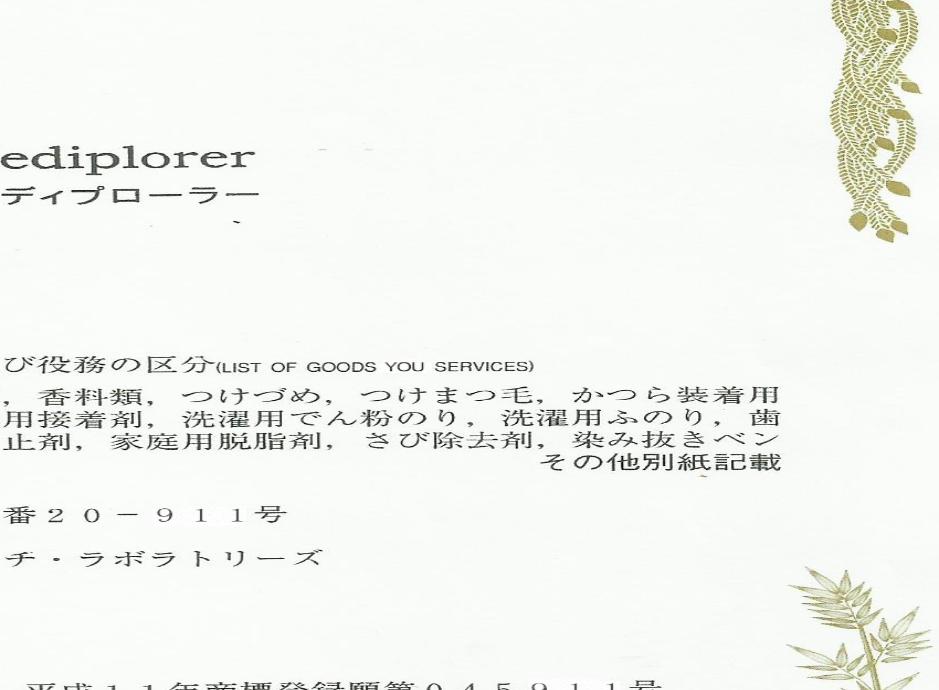 ediplorer
ディプローラー
び役務の区分(LIST OF GOODS YOU SERVICES)
，香料類，つけづめ，つけまつ毛，かつら装着用
用接着剤，洗濯用でん粉のり，洗濯用ふのり，歯
止剤，家庭用脱脂剤，さび除去剤，染み抜きベン
その他別紙記載
番２０－９１１号
チ・ラボラトリーズ
平成１１年商標登録願第０４５９１１号